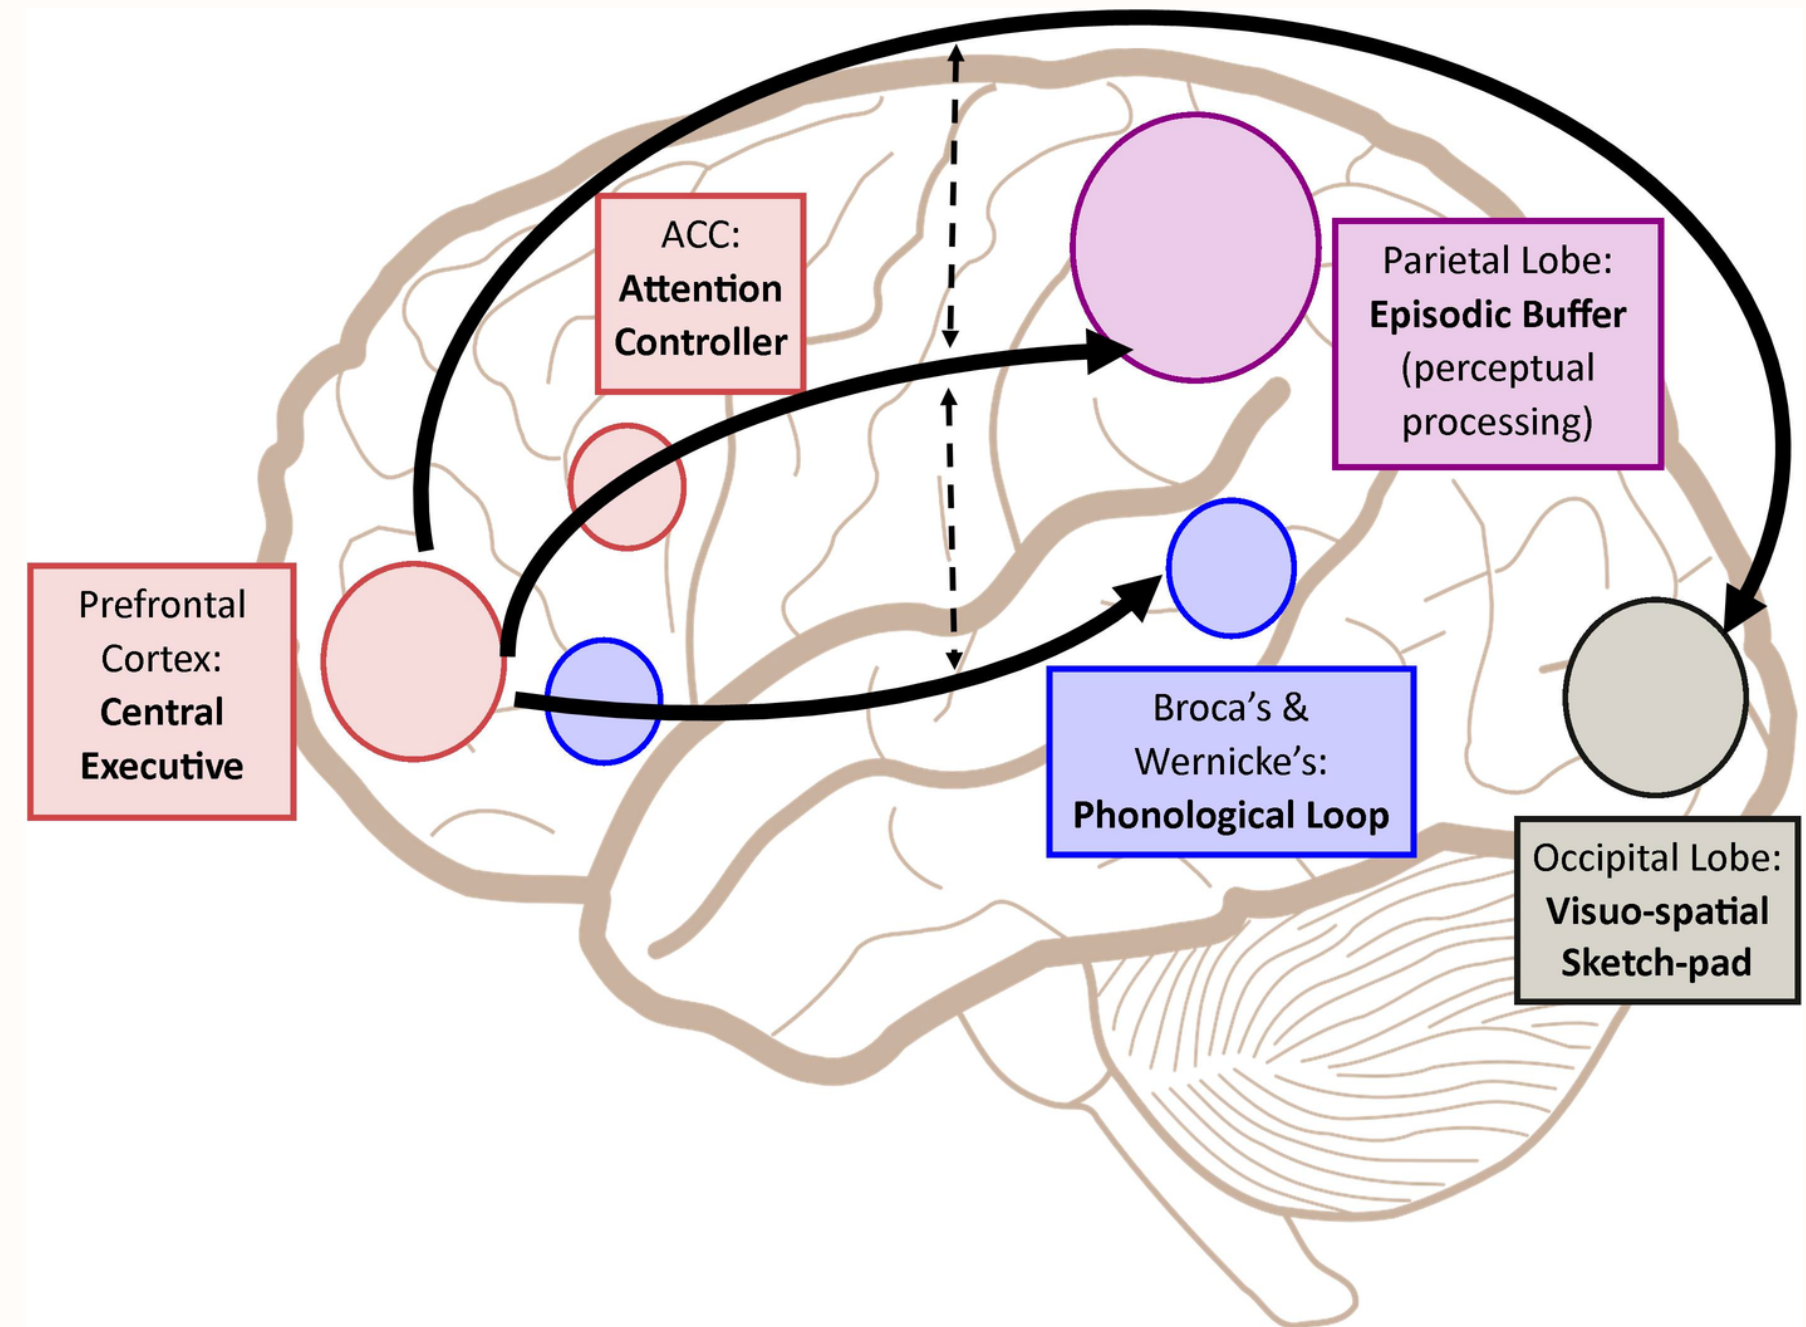 ACC:
Attention
Controller
Parietal Lobe:
Episodic Buffer
(perceptual
processing)
Prefrontal
Cortex:
Central
Executive
Broca’s &
Wernicke’s:
Phonological Loop
Occipital Lobe:
Visuo-spatial
Sketch-pad